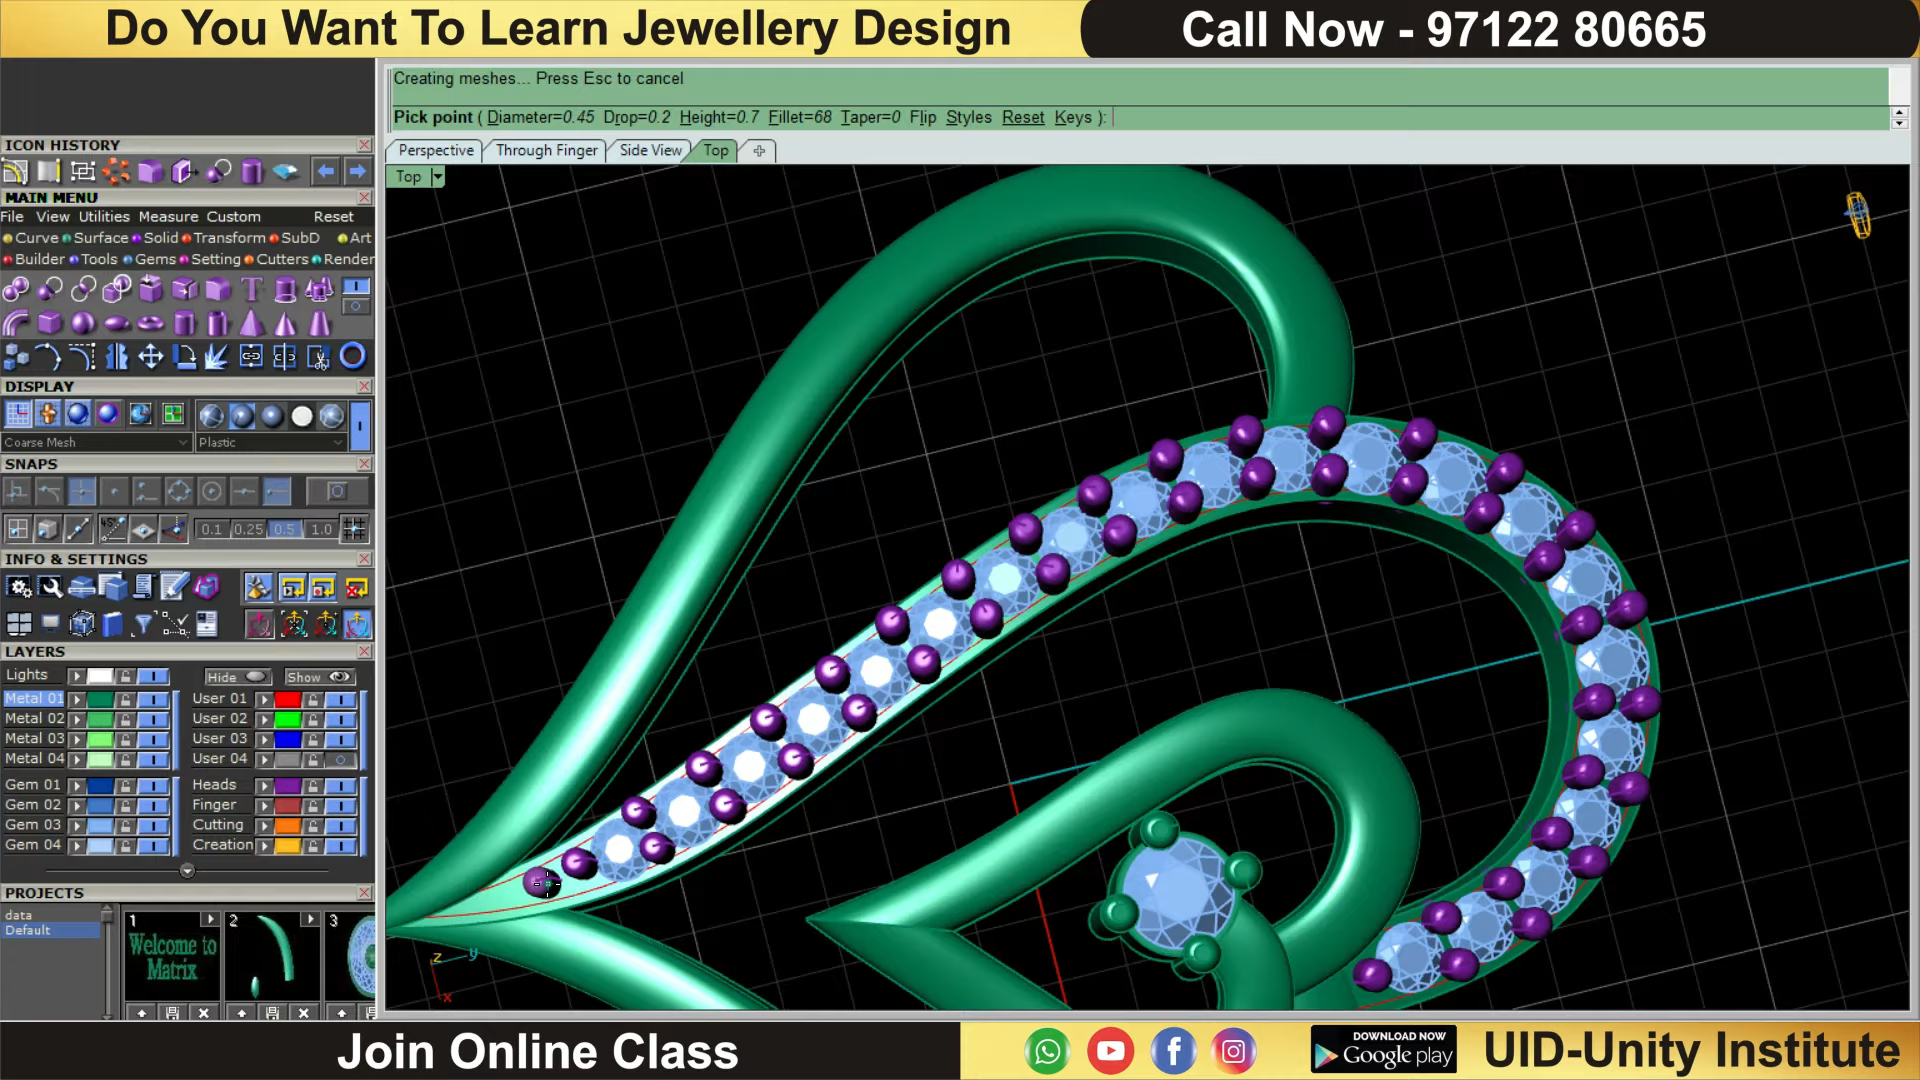 Do You Want To Learn Jewellery Design
Call Now - 97122 80665
Creating meshes... Press Esc to cancel
Pick point ( Diameter=0.45 Drop=0.2 Height=0.7 Fillet=68 Taper=0 Flip Styles Reset Keys ):
Perspective Through Finger Side View Top
Top
ICON HISTORY
MAIN MENU
File View Utilities Measure Custom Reset
Curve Surface Solid Transform SubD Art
Builder Tools Gems Setting Cutters Render
DISPLAY
Coarse Mesh Plastic
SNAPS
45°
0.1 0.25 0.5 1.0
INFO & SETTINGS
LAYERS
Lights Hide Show
Metal 01 User 01
Metal 02 User 02
Metal 03 User 03
Metal 04 User 04
Gem 01 Heads
Gem 02 Finger
Gem 03 Cutting
Gem 04 Creation
PROJECTS
data
Default
1 2 3
Welcome to
Matrix
z y
x
Join Online Class
DOWNLOAD NOW
Google play
UID-Unity Institute